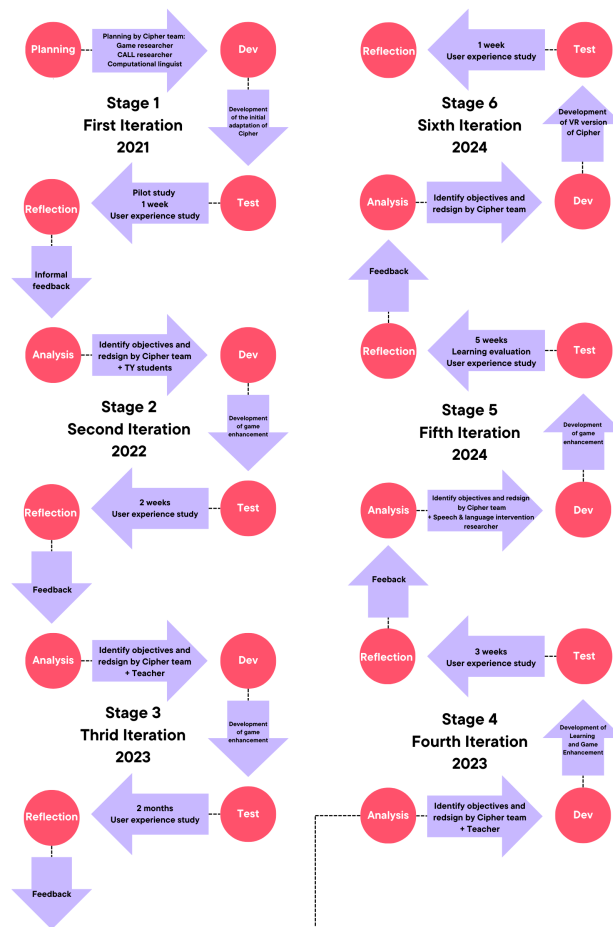 Planning
Planning by Cipher team:
Game researcher
CALL researcher
Computational linguist
Dev
Stage 1
First Iteration
2021
Development
of the initial
adaptation of
Cipher
Reflection
Pilot study
1 week
User experience study
Test
Informal
feedback
Analysis
Identify objectives and
redsign by Cipher team
+ TY students
Dev
Stage 2
Second Iteration
2022
Development
of game
enhancement
Reflection
2 weeks
User experience study
Test
Feedback
Analysis
Identify objectives and
redesign by Cipher team
+ Teacher
Dev
Stage 3
Thrid Iteration
2023
Development
of game
enhancement
Reflection
2 months
User experience study
Test
Feedback
Reflection
1 week
User experience study
Test
Stage 6
Sixth Iteration
2024
Development
of VR version
of Cipher
Analysis
Identify objectives and
redsign by Cipher team
Dev
Feedback
Reflection
5 weeks
Learning evaluation
User experience study
Test
Stage 5
Fifth Iteration
2024
Development
of game
enhancement
Analysis
Identify objectives and redsign
by Cipher team
+ Speech & language intervention
researcher
Dev
Feeback
Reflection
3 weeks
User experience study
Test
Stage 4
Fourth Iteration
2023
Development of
Learning
and Game
Enhancement
Analysis
Identify objectives and
redsign by Cipher team
+ Teacher
Dev